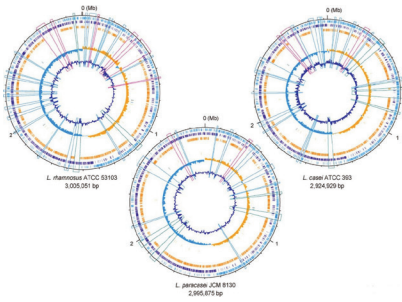 0 (Mb)
2
1
L. rhamnosus ATCC 53103
3,005,051 bp
0 (Mb)
2
1
L. casei ATCC 393
2,924,929 bp
0 (Mb)
2
1
L. paracasei JCM 8130
2,995,875 bp